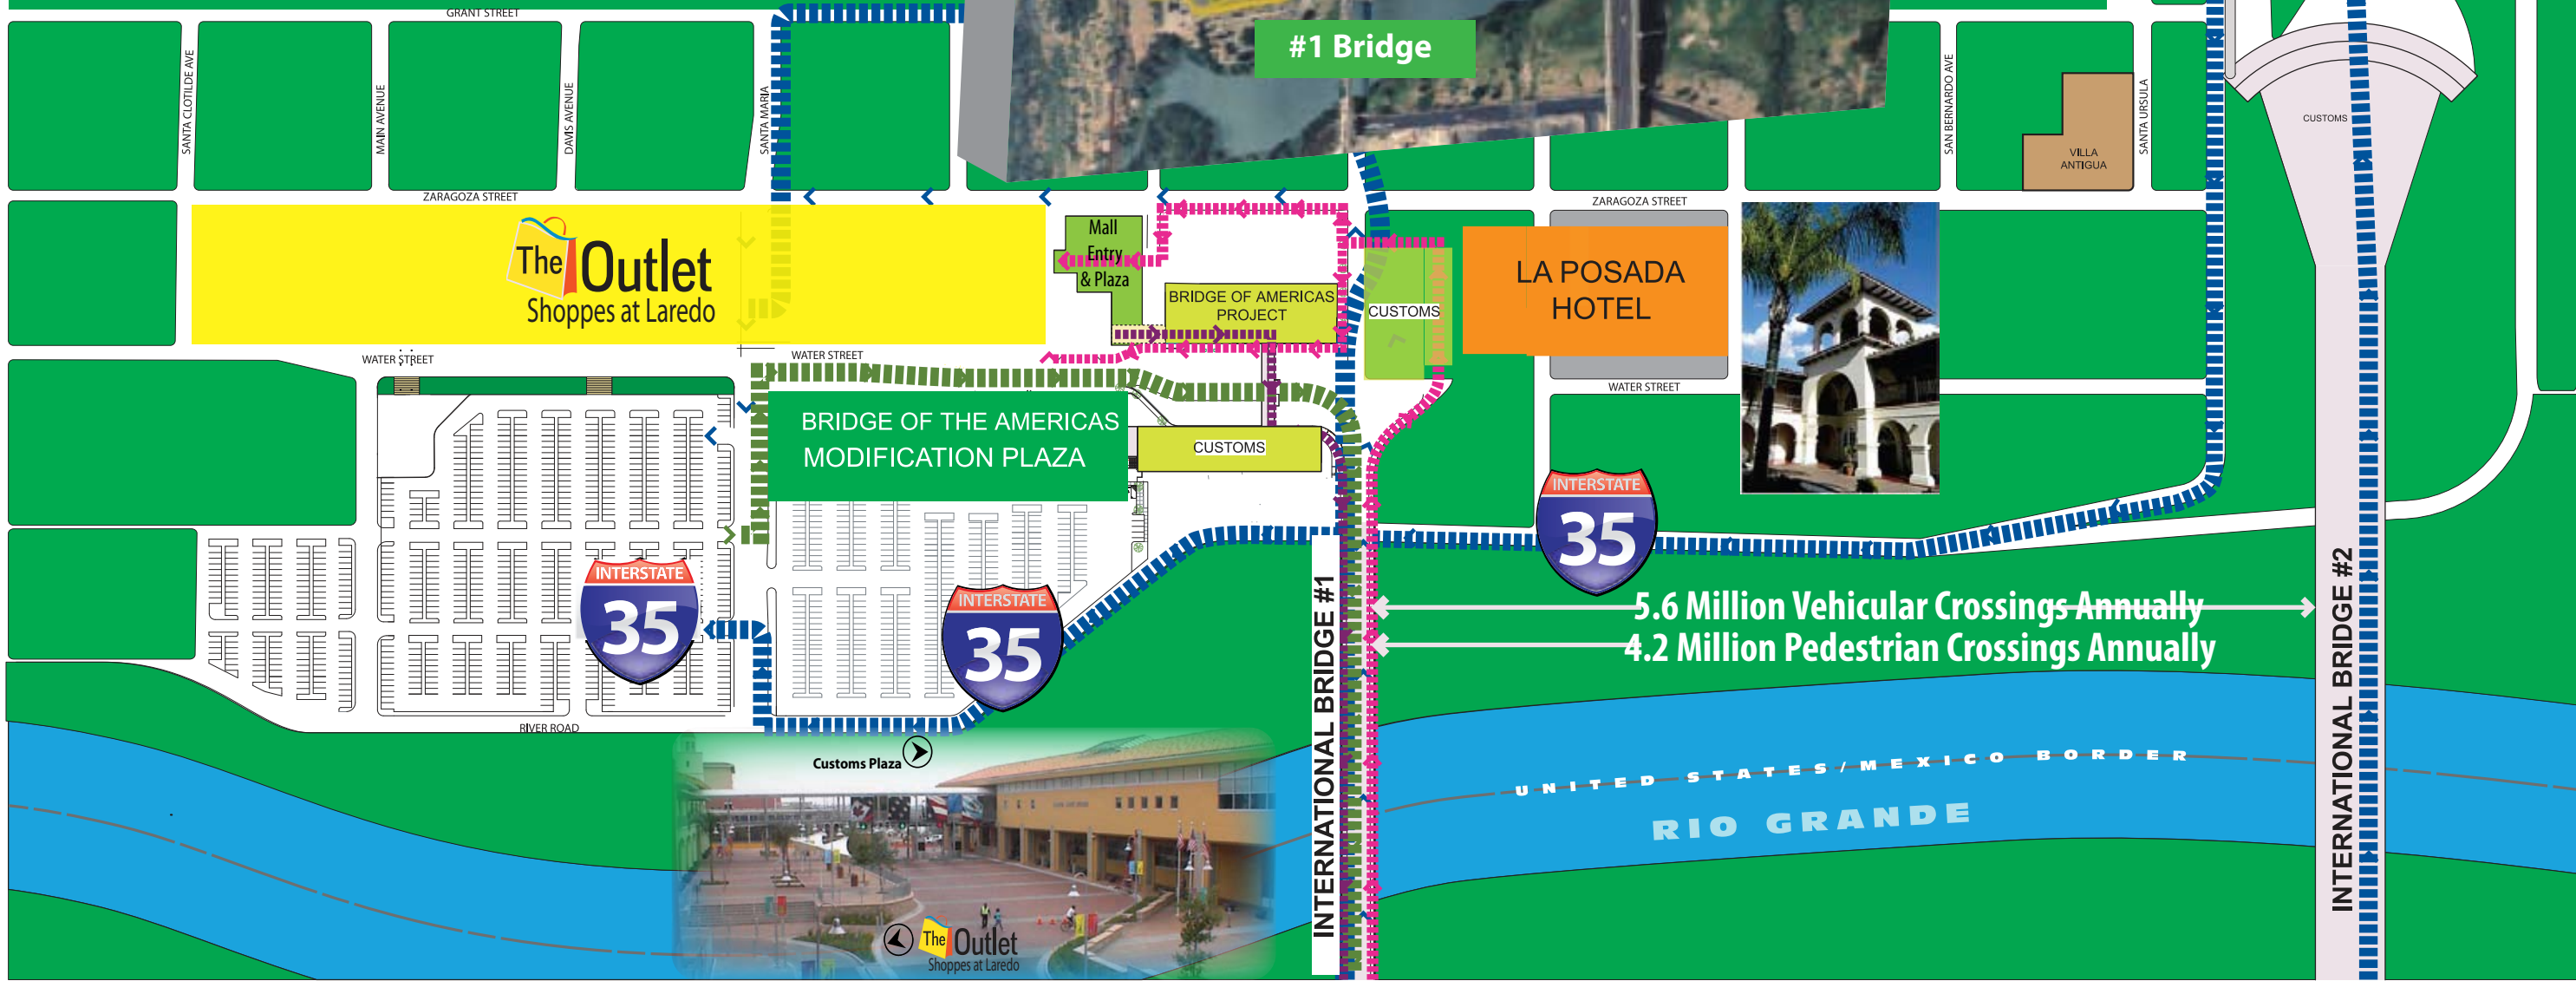 GRANT STREET
#1 Bridge
SANTA CLOTILDE AVE
MAIN AVENUE
DAVIS AVENUE
SANTA MARIA
SAN BERNARDO AVE
SANTA URSULA
CUSTOMS
VILLA
ANTIGUA
ZARAGOZA STREET
ZARAGOZA STREET
The Outlet
Shoppes at Laredo
Mall
Entry
& Plaza
BRIDGE OF AMERICAS
PROJECT
CUSTOMS
LA POSADA
HOTEL
WATER STREET
WATER STREET
WATER STREET
BRIDGE OF THE AMERICAS
MODIFICATION PLAZA
CUSTOMS
INTERSTATE
35
INTERSTATE
35
INTERSTATE
35
5.6 Million Vehicular Crossings Annually
4.2 Million Pedestrian Crossings Annually
INTERNATIONAL BRIDGE #1
INTERNATIONAL BRIDGE #2
RIVER ROAD
Customs Plaza
UNITED STATES/MEXICO BORDER
RIO GRANDE
The Outlet
Shoppes at Laredo